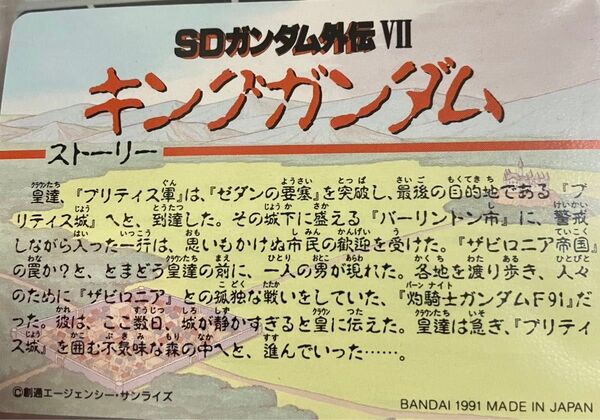 SDガンダム外伝 VII
キングガンダム
ストーリー
皇達、『ブリティス軍』は、『ゼダンの要塞』を突破し、最後の目的地である『ブ
リティス城』へと、到達した。その城下に盛える『バーリントン市』に、警戒
しながら入った一行は、思いもかけぬ市民の歓迎を受けた。『ザビロニア帝国』
の罠か?と、とまどう皇達の前に、一人の男が現れた。各地を渡り歩き、人々
のために『ザビロニア』との孤独な戦いをしていた、『灼騎士ガンダムF91』だ
った。彼は、ここ数日、城が静かすぎると皇に伝えた。皇達は急ぎ、『ブリティ
ス城』を囲む不気味な森の中へと、進んでいった……。
©創通エージェンシー・サンライズ
BANDAI 1991 MADE IN JAPAN